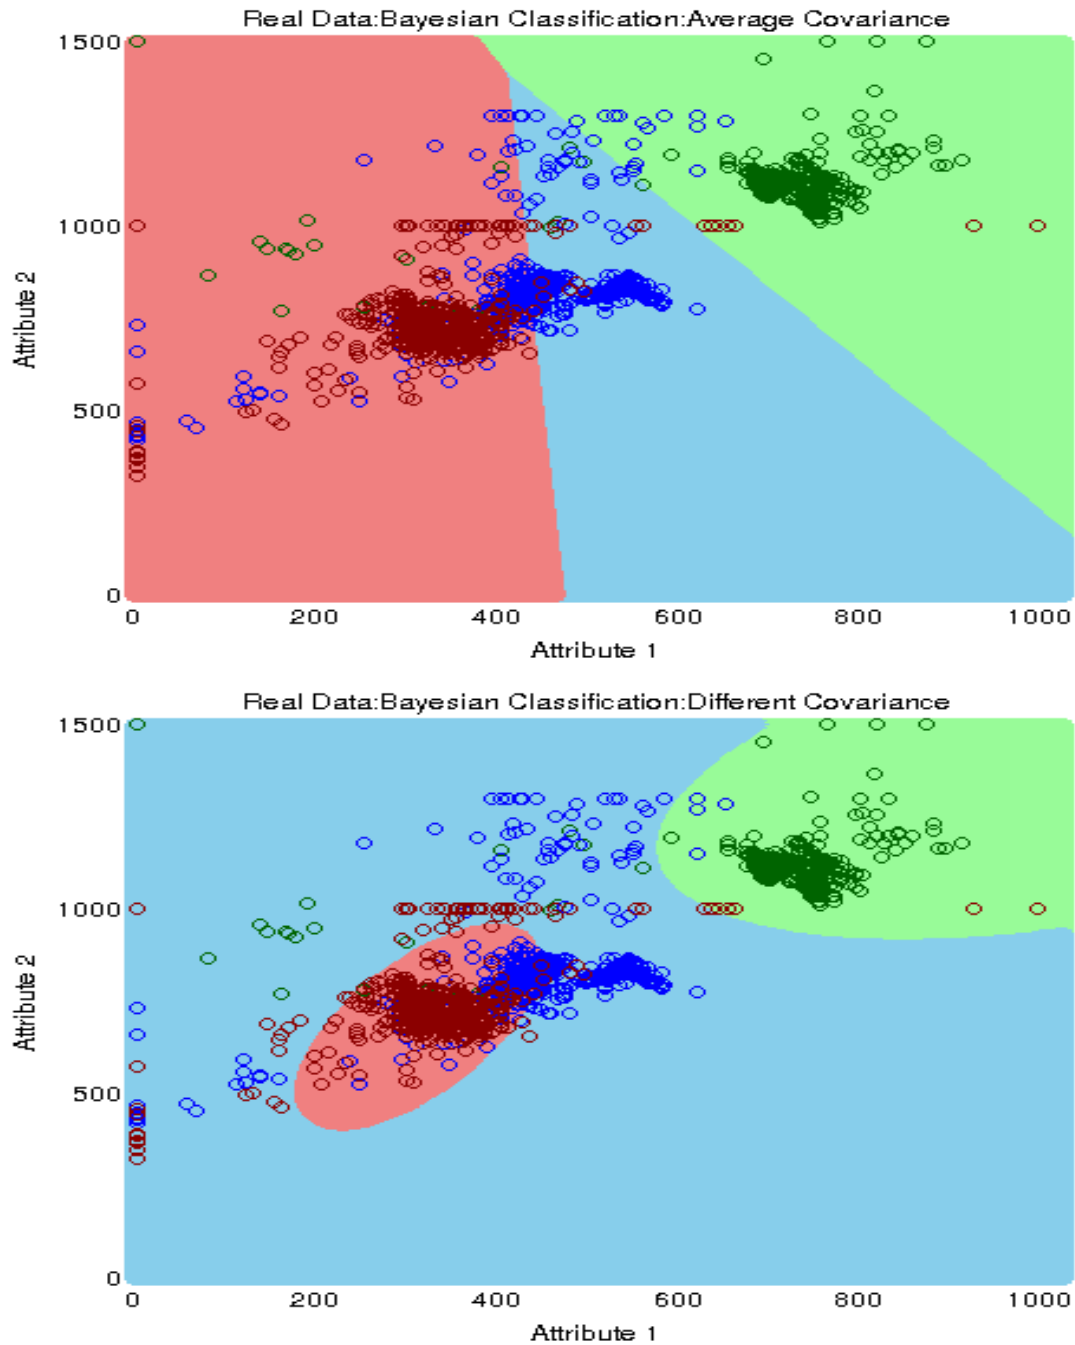 Real Data:Bayesian Classification:Average Covariance
1500
1000
500
0
Attribute 2
0 200 400 600 800 1000
Attribute 1
Real Data:Bayesian Classification:Different Covariance
1500
1000
500
0
Attribute 2
0 200 400 600 800 1000
Attribute 1